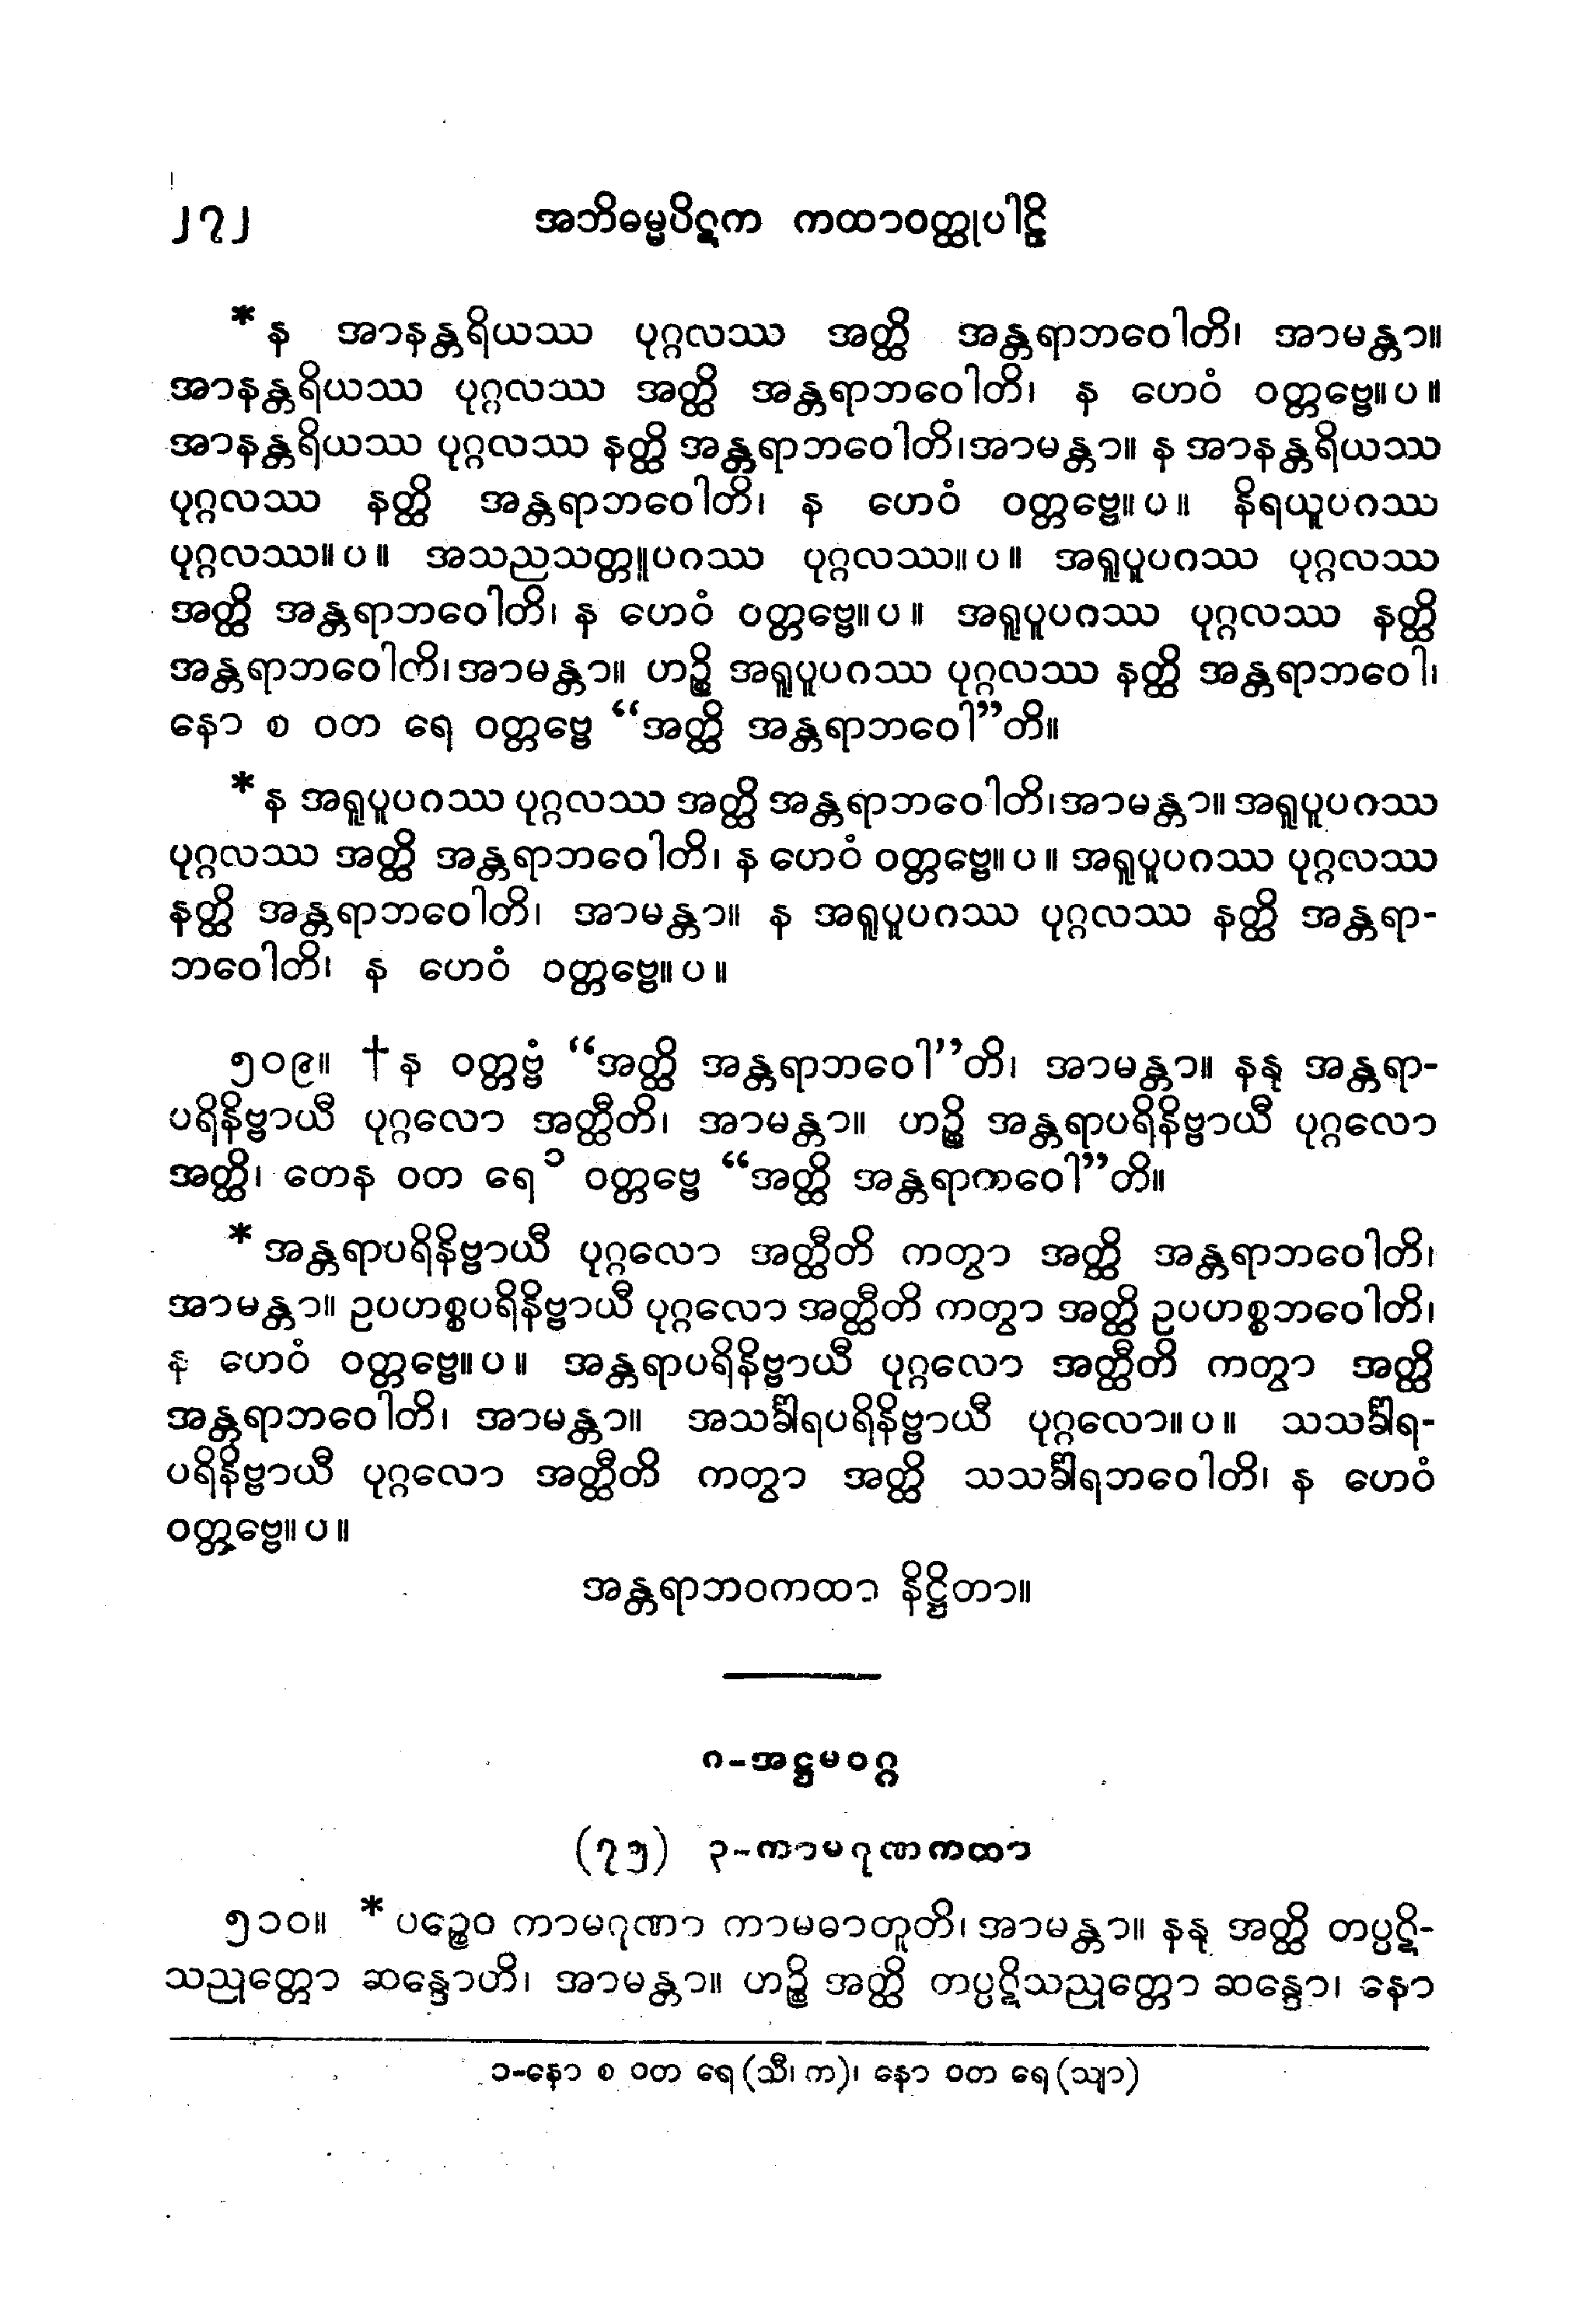 ၂၇၂ အဘိဓမ္မပိဋက ကထာဝတ္ထုပါဠိ
* န အာနန္တရိယဿ ပုဂ္ဂလဿ အတ္ထိ အန္တရာဘဝေါတိ၊ အာမန္တာ။
အာနန္တရိယဿ ပုဂ္ဂလဿ အတ္ထိ အန္တရာဘဝေါတိ၊ န ဟေဝံ ဝတ္တဗ္ဗေ။ပ။
အာနန္တရိယဿ ပုဂ္ဂလဿ နတ္ထိ အန္တရာဘဝေါတိ၊အာမန္တာ။ န အာနန္တရိယဿ
ပုဂ္ဂလဿ နတ္ထိ အန္တရာဘဝေါတိ၊ န ဟေဝံ ဝတ္တဗ္ဗေ။ပ။ နိရယူပဂဿ
ပုဂ္ဂလဿ။ပ။ အသညသတ္တူပဂဿ ပုဂ္ဂလဿ။ပ။ အရူပူပဂဿ ပုဂ္ဂလဿ
အတ္ထိ အန္တရာဘဝေါတိ၊ န ဟေဝံ ဝတ္တဗ္ဗေ။ပ။ အရူပူပဂဿ ပုဂ္ဂလဿ နတ္ထိ
အန္တရာဘဝေါတိ၊အာမန္တာ။ ဟဉ္စိ အရူပူပဂဿ ပုဂ္ဂလဿ နတ္ထိ အန္တရာဘဝေါ၊
နော စ ဝတ ရေ ဝတ္တဗ္ဗေ “အတ္ထိ အန္တရာဘဝေါ”တိ။
* န အရူပူပဂဿ ပုဂ္ဂလဿ အတ္ထိ အန္တရာဘဝေါတိ၊အာမန္တာ။ အရူပူပဂဿ
ပုဂ္ဂလဿ အတ္ထိ အန္တရာဘဝေါတိ၊ န ဟေဝံ ဝတ္တဗ္ဗေ။ပ။ အရူပူပဂဿ ပုဂ္ဂလဿ
နတ္ထိ အန္တရာဘဝေါတိ၊ အာမန္တာ။ န အရူပူပဂဿ ပုဂ္ဂလဿ နတ္ထိ အန္တရာ-
ဘဝေါတိ၊ န ဟေဝံ ဝတ္တဗ္ဗေ။ပ။
၅၀၉။ † န ဝတ္တဗ္ဗံ “အတ္ထိ အန္တရာဘဝေါ”တိ၊ အာမန္တာ။ နနု အန္တရာ-
ပရိနိဗ္ဗာယီ ပုဂ္ဂလော အတ္ထီတိ၊ အာမန္တာ။ ဟဉ္စိ အန္တရာပရိနိဗ္ဗာယီ ပုဂ္ဂလော
အတ္ထိ၊ တေန ဝတ ရေ ၁ ဝတ္တဗ္ဗေ “အတ္ထိ အန္တရာဘဝေါ”တိ။
* အန္တရာပရိနိဗ္ဗာယီ ပုဂ္ဂလော အတ္ထီတိ ကတွာ အတ္ထိ အန္တရာဘဝေါတိ၊
အာမန္တာ။ ဥပဟစ္စပရိနိဗ္ဗာယီ ပုဂ္ဂလော အတ္ထီတိ ကတွာ အတ္ထိ ဥပဟစ္စဘဝေါတိ၊
န ဟေဝံ ဝတ္တဗ္ဗေ။ပ။ အန္တရာပရိနိဗ္ဗာယီ ပုဂ္ဂလော အတ္ထီတိ ကတွာ အတ္ထိ
အန္တရာဘဝေါတိ၊ အာမန္တာ။ အသင်္ခါရပရိနိဗ္ဗာယီ ပုဂ္ဂလော။ပ။ သသင်္ခါရ-
ပရိနိဗ္ဗာယီ ပုဂ္ဂလော အတ္ထီတိ ကတွာ အတ္ထိ သသင်္ခါရဘဝေါတိ၊ န ဟေဝံ
ဝတ္တဗ္ဗေ။ပ။
အန္တရာဘဝကထာ နိဋ္ဌိတာ။
၈-အဋ္ဌမဝဂ္ဂ
(၇၅) ၃-ကာမဂုဏကထာ
၅၁၀။ * ပဉ္စေဝ ကာမဂုဏာ ကာမဓာတူတိ၊ အာမန္တာ။ နနု အတ္ထိ တပ္ပဋိ-
သညုတ္တော ဆန္ဒောတိ၊ အာမန္တာ။ ဟဉ္စိ အတ္ထိ တပ္ပဋိသညုတ္တော ဆန္ဒော၊ နော
၁-နော စ ဝတ ရေ (သီ၊ က)၊ နော ဝတ ရေ (သျာ)